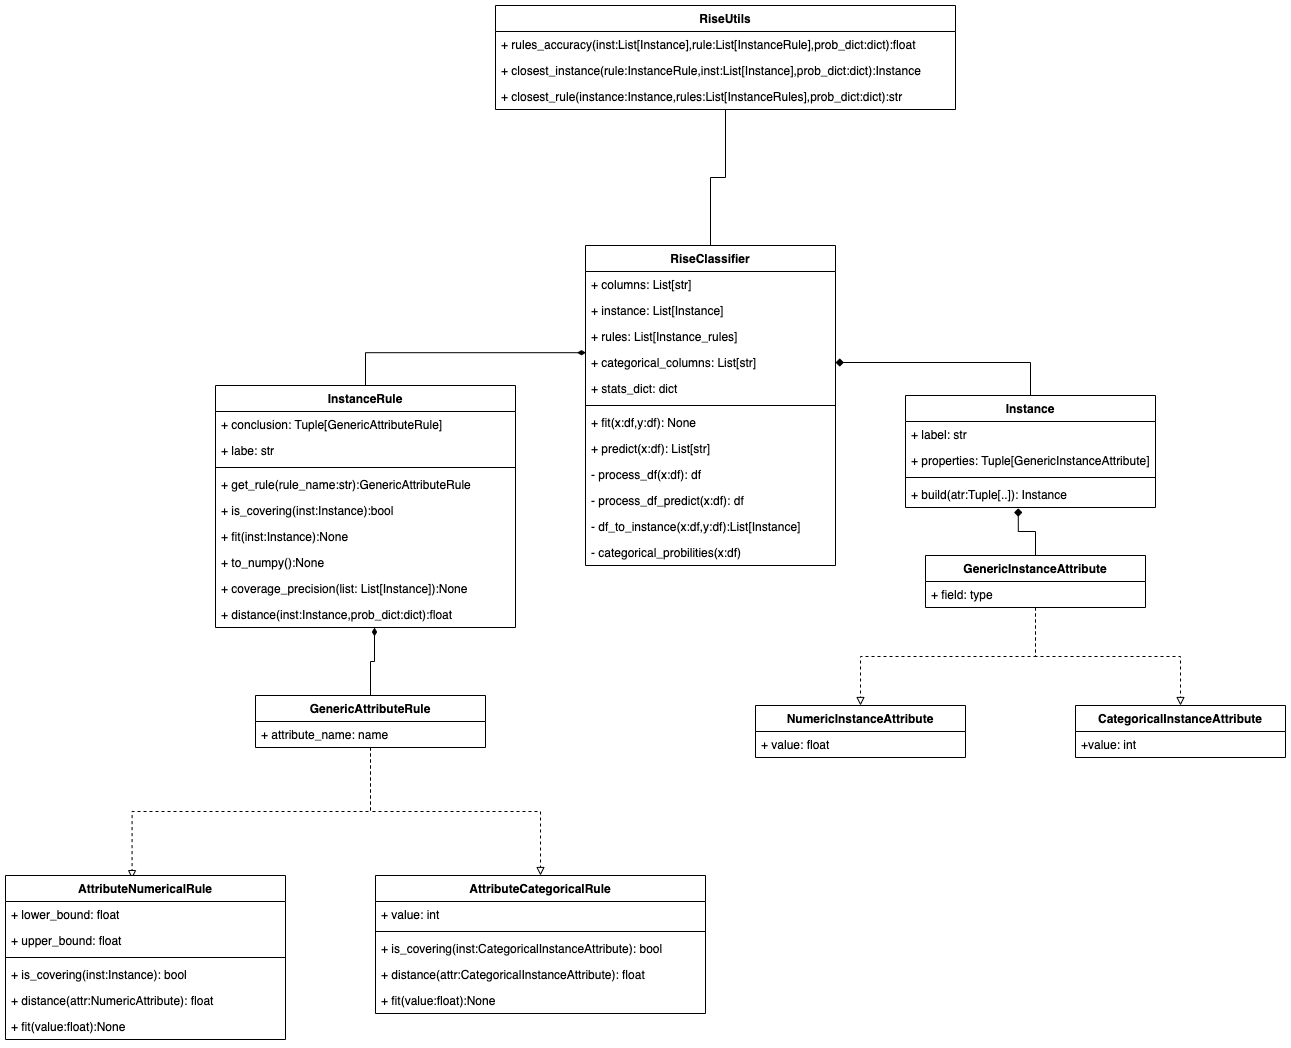 RiseUtils
+ rules_accuracy(inst:List[Instance],rule:List[InstanceRule],prob_dict:dict):float
+ closest_instance(rule:InstanceRule,inst:List[Instance],prob_dict:dict):Instance
+ closest_rule(instance:Instance,rules:List[InstanceRules],prob_dict:dict):str
RiseClassifier
+ columns: List[str]
+ instance: List[Instance]
+ rules: List[Instance_rules]
+ categorical_columns: List[str]
+ stats_dict: dict
+ fit(x:df,y:df): None
+ predict(x:df): List[str]
- process_df(x:df): df
- process_df_predict(x:df): df
- df_to_instance(x:df,y:df):List[Instance]
- categorical_probilities(x:df)
InstanceRule
+ conclusion: Tuple[GenericAttributeRule]
+ labe: str
+ get_rule(rule_name:str):GenericAttributeRule
+ is_covering(inst:Instance):bool
+ fit(inst:Instance):None
+ to_numpy():None
+ coverage_precision(list: List[Instance]):None
+ distance(inst:Instance,prob_dict:dict):float
Instance
+ label: str
+ properties: Tuple[GenericInstanceAttribute]
+ build(atr:Tuple[..]): Instance
GenericInstanceAttribute
+ field: type
GenericAttributeRule
+ attribute_name: name
NumericInstanceAttribute
+ value: float
CategoricalInstanceAttribute
+value: int
AttributeNumericalRule
+ lower_bound: float
+ upper_bound: float
+ is_covering(inst:Instance): bool
+ distance(attr:NumericAttribute): float
+ fit(value:float):None
AttributeCategoricalRule
+ value: int
+ is_covering(inst:CategoricalInstanceAttribute): bool
+ distance(attr:CategoricalInstanceAttribute): float
+ fit(value:float):None